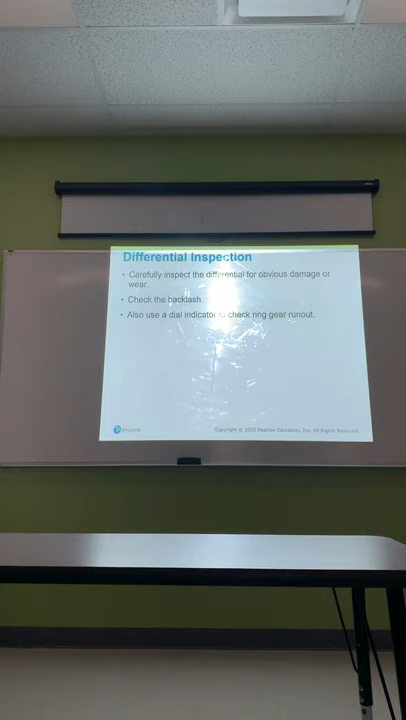 Differential Inspection
• Carefully inspect the differential for obvious damage or
wear.
• Check the backlash.
• Also use a dial indicator to check ring gear runout.
Pearson
Copyright © 2020 Pearson Education, Inc. All Rights Reserved